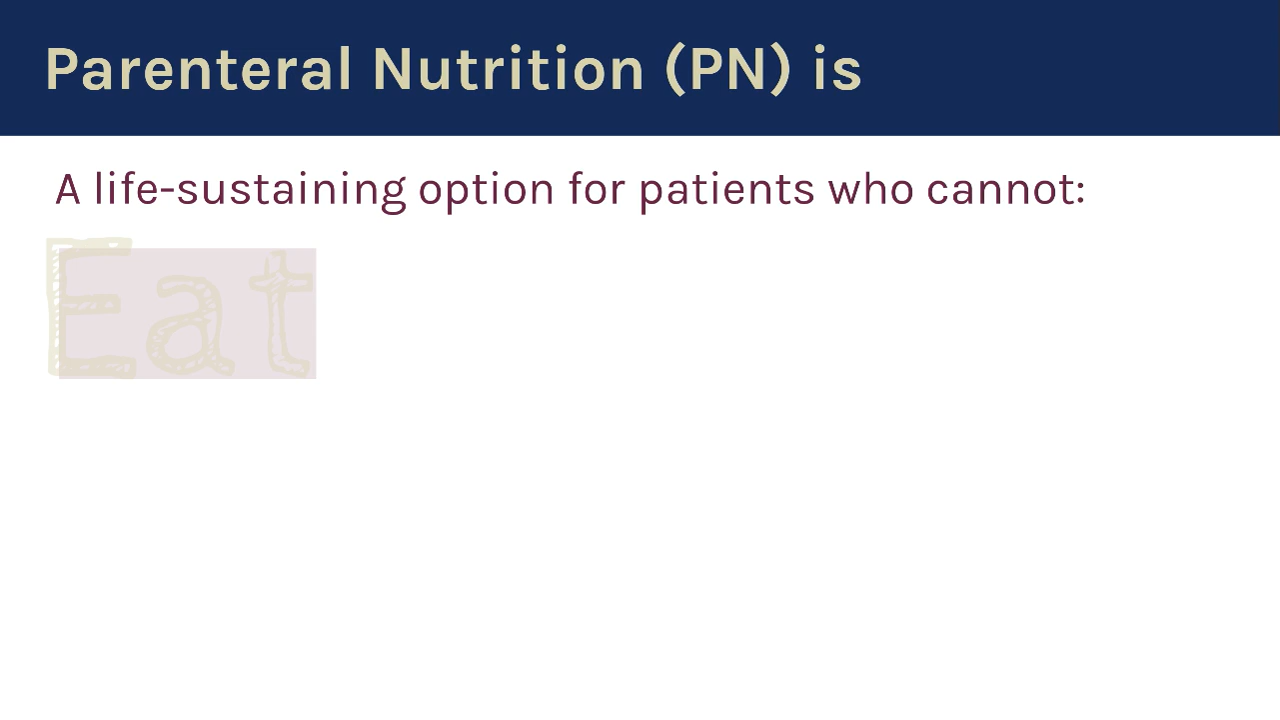 Parenteral Nutrition (PN) is
A life-sustaining option for patients who cannot:
Eat